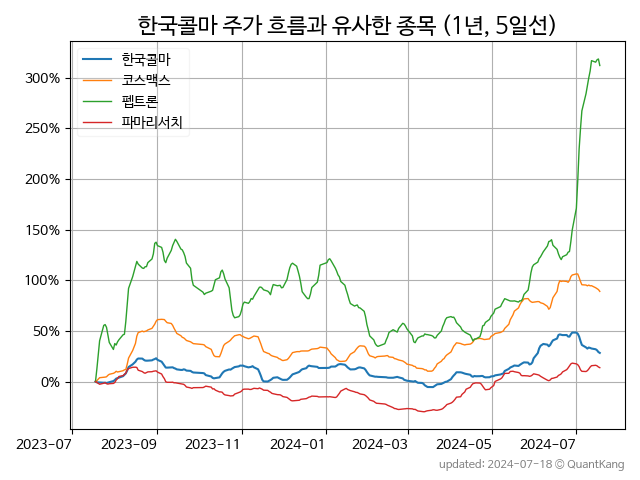 한국콜마 주가 흐름과 유사한 종목 (1년, 5일선)
한국콜마
코스맥스
펩트론
파마리서치
300%
250%
200%
150%
100%
50%
0%
2023-07 2023-09 2023-11 2024-01 2024-03 2024-05 2024-07
updated: 2024-07-18 © QuantKang